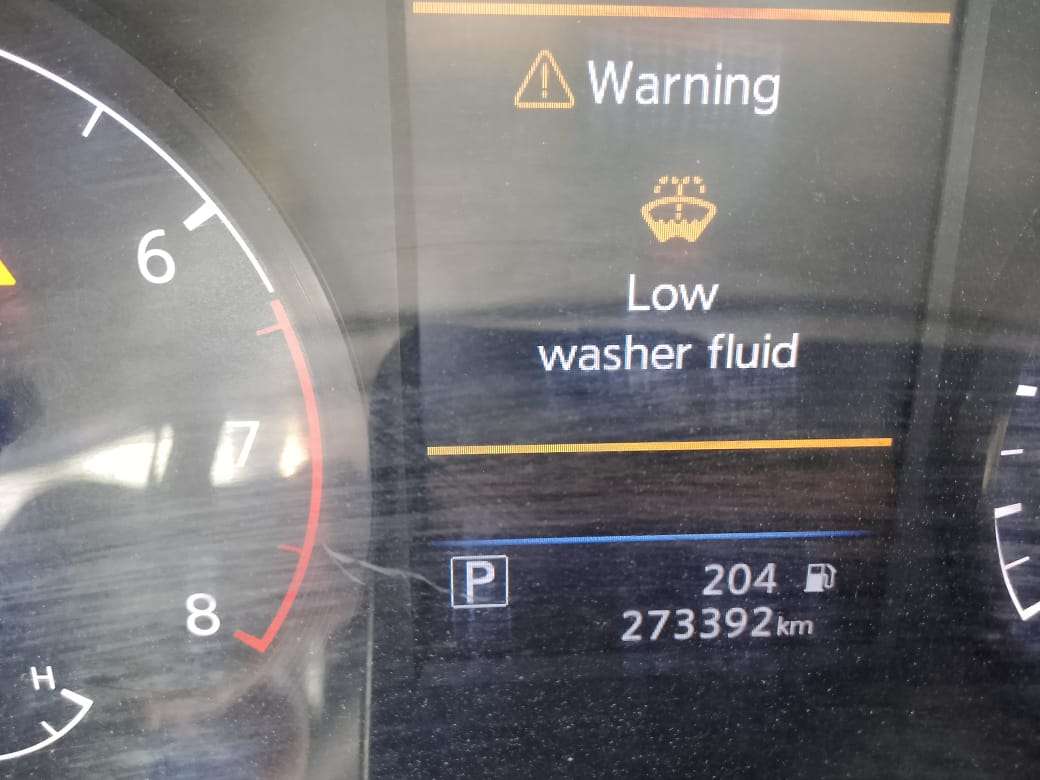 Warning
6
Low
washer fluid
7
P
204
8
273392km
H